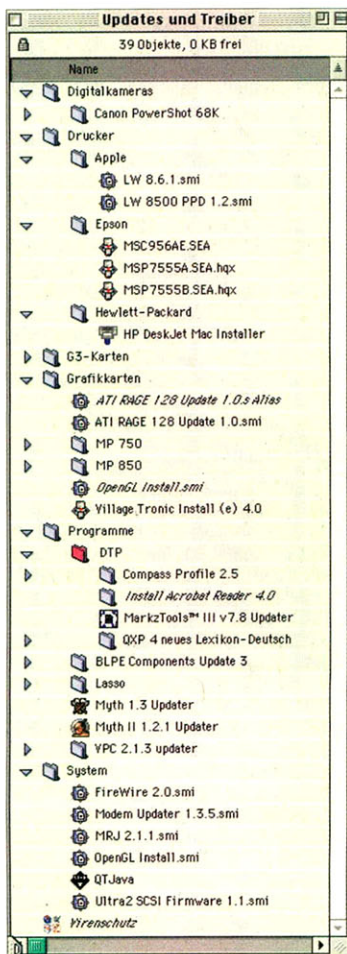 Updates und Treiber
39 Objekte, 0 KB frei
Name
Digitalkameras
Canon PowerShot 68K
Drucker
Apple
LW 8.6.1.smi
LW 8500 PPD 1.2.smi
Epson
MSC956AE.SEA
MSP7555A.SEA.hqx
MSP7555B.SEA.hqx
Hewlett-Packard
HP DeskJet Mac Installer
G3-Karten
Grafikkarten
ATI RAGE 128 Update 1.0.s Alias
ATI RAGE 128 Update 1.0.smi
MP 750
MP 850
OpenGL Install.smi
Village Tronic Install (e) 4.0
Programme
DTP
Compass Profile 2.5
Install Acrobat Reader 4.0
MarkzTools™ III v7.8 Updater
QXP 4 neues Lexikon-Deutsch
BLPE Components Update 3
Lasso
Myth 1.3 Updater
Myth II 1.2.1 Updater
VPC 2.1.3 updater
System
FireWire 2.0.smi
Modem Updater 1.3.5.smi
MRJ 2.1.1.smi
OpenGL Install.smi
QTJava
Ultra2 SCSI Firmware 1.1.smi
Virenschutz